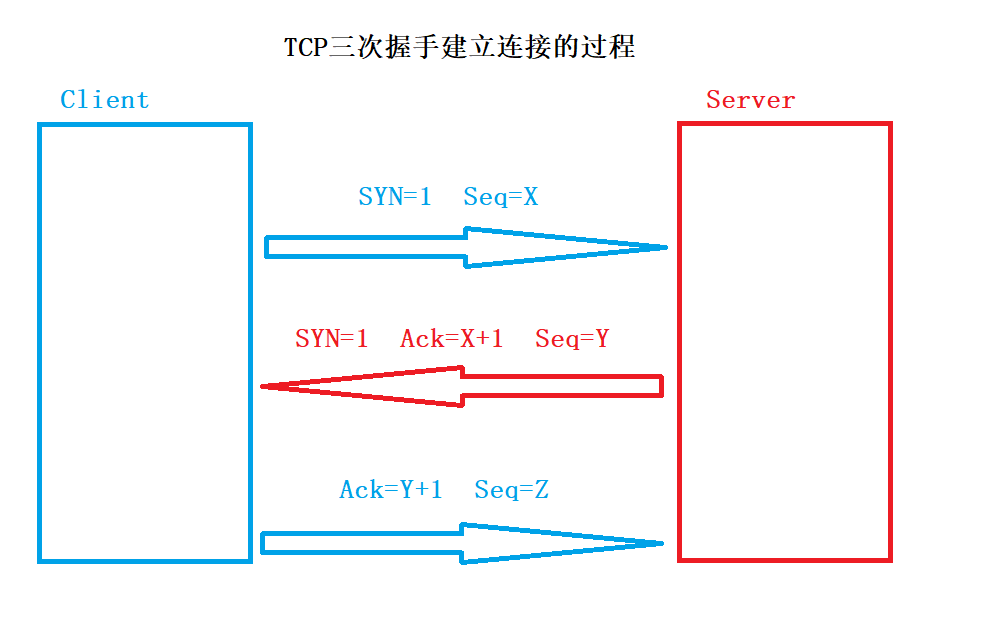 TCP三次握手建立连接的过程
Client
Server
SYN=1 Seq=X
SYN=1 Ack=X+1 Seq=Y
Ack=Y+1 Seq=Z